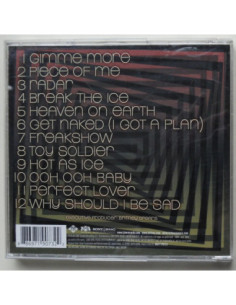 1 GIMME MORE
2 PIECE OF ME
3 RADAR
4 BREAK THE ICE
5 HEAVEN ON EARTH
6 GET NAKED (I GOT A PLAN)
7 FREAKSHOW
8 TOY SOLDIER
9 HOT AS ICE
10 OOH OOH BABY
11 PERFECT LOVER
12 WHY SHOULD I BE SAD